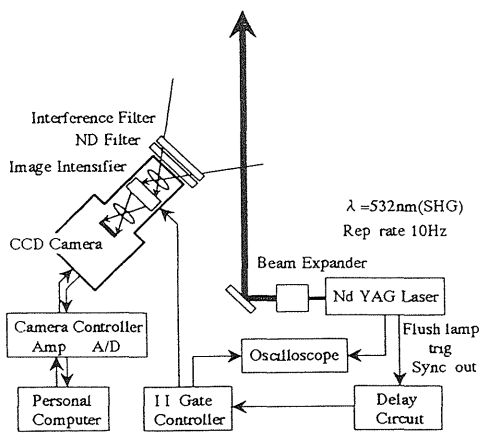 Interference Filter
ND Filter
Image Intensifier
CCD Camera
λ=532nm(SHG)
Rep rate 10Hz
Beam Expander
Nd YAG Laser
Flush lamp
trig
Sync out
Camera Controller
Amp A/D
Oscilloscope
Personal
Computer
I I Gate
Controller
Delay
Circuit